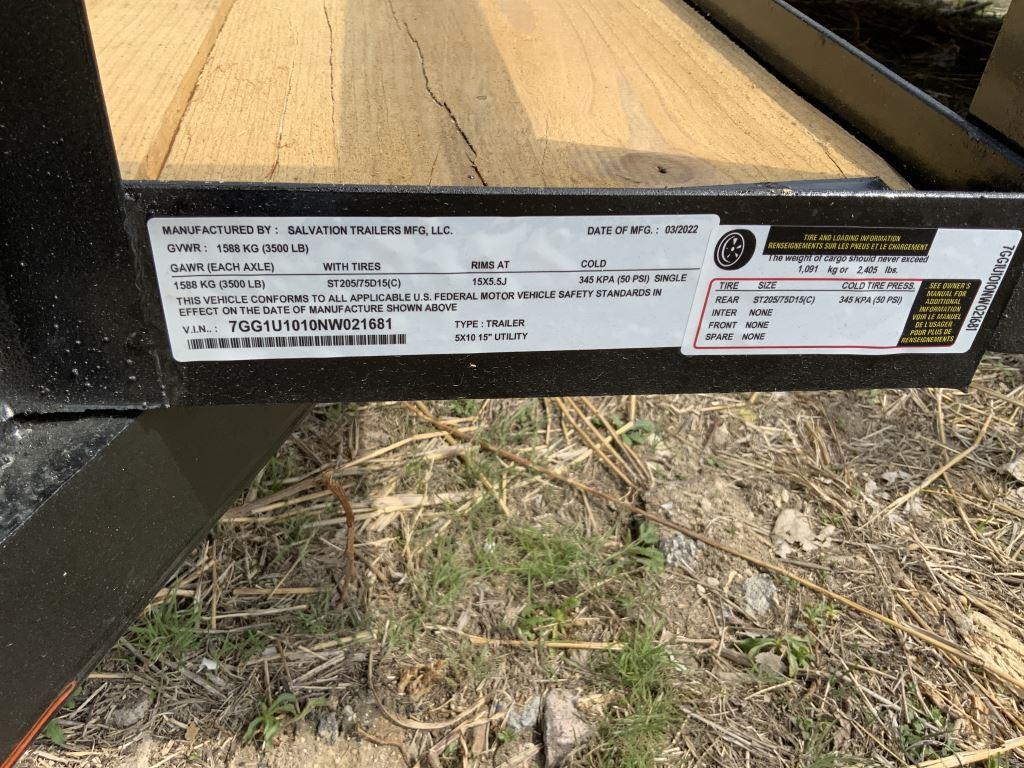 MANUFACTURED BY : SALVATION TRAILERS MFG, LLC. DATE OF MFG. : 03/2022
GVWR : 1588 KG (3500 LB)
GAWR (EACH AXLE) WITH TIRES RIMS AT COLD
1588 KG (3500 LB) ST205/75D15(C) 15X5.5J 345 KPA (50 PSI) SINGLE
THIS VEHICLE CONFORMS TO ALL APPLICABLE U.S. FEDERAL MOTOR VEHICLE SAFETY STANDARDS IN
EFFECT ON THE DATE OF MANUFACTURE SHOWN ABOVE
V.I.N.. : 7GG1U1010NW021681 TYPE : TRAILER
5X10 15" UTILITY
TIRE AND LOADING INFORMATION
RENSEIGNEMENTS SUR LES PNEUS ET LE CHARGEMENT
The weight of cargo should never exceed
1,091 kg or 2,405 lbs.
TIRE SIZE COLD TIRE PRESS.
REAR ST205/75D15(C) 345 KPA (50 PSI)
INTER NONE
FRONT NONE
SPARE NONE
SEE OWNER'S
MANUAL FOR
ADDITIONAL
INFORMATION
VOIR LE MANUEL
DE L'USAGER
POUR PLUS DE
RENSEIGNEMENTS
7GG1U1010NW021681